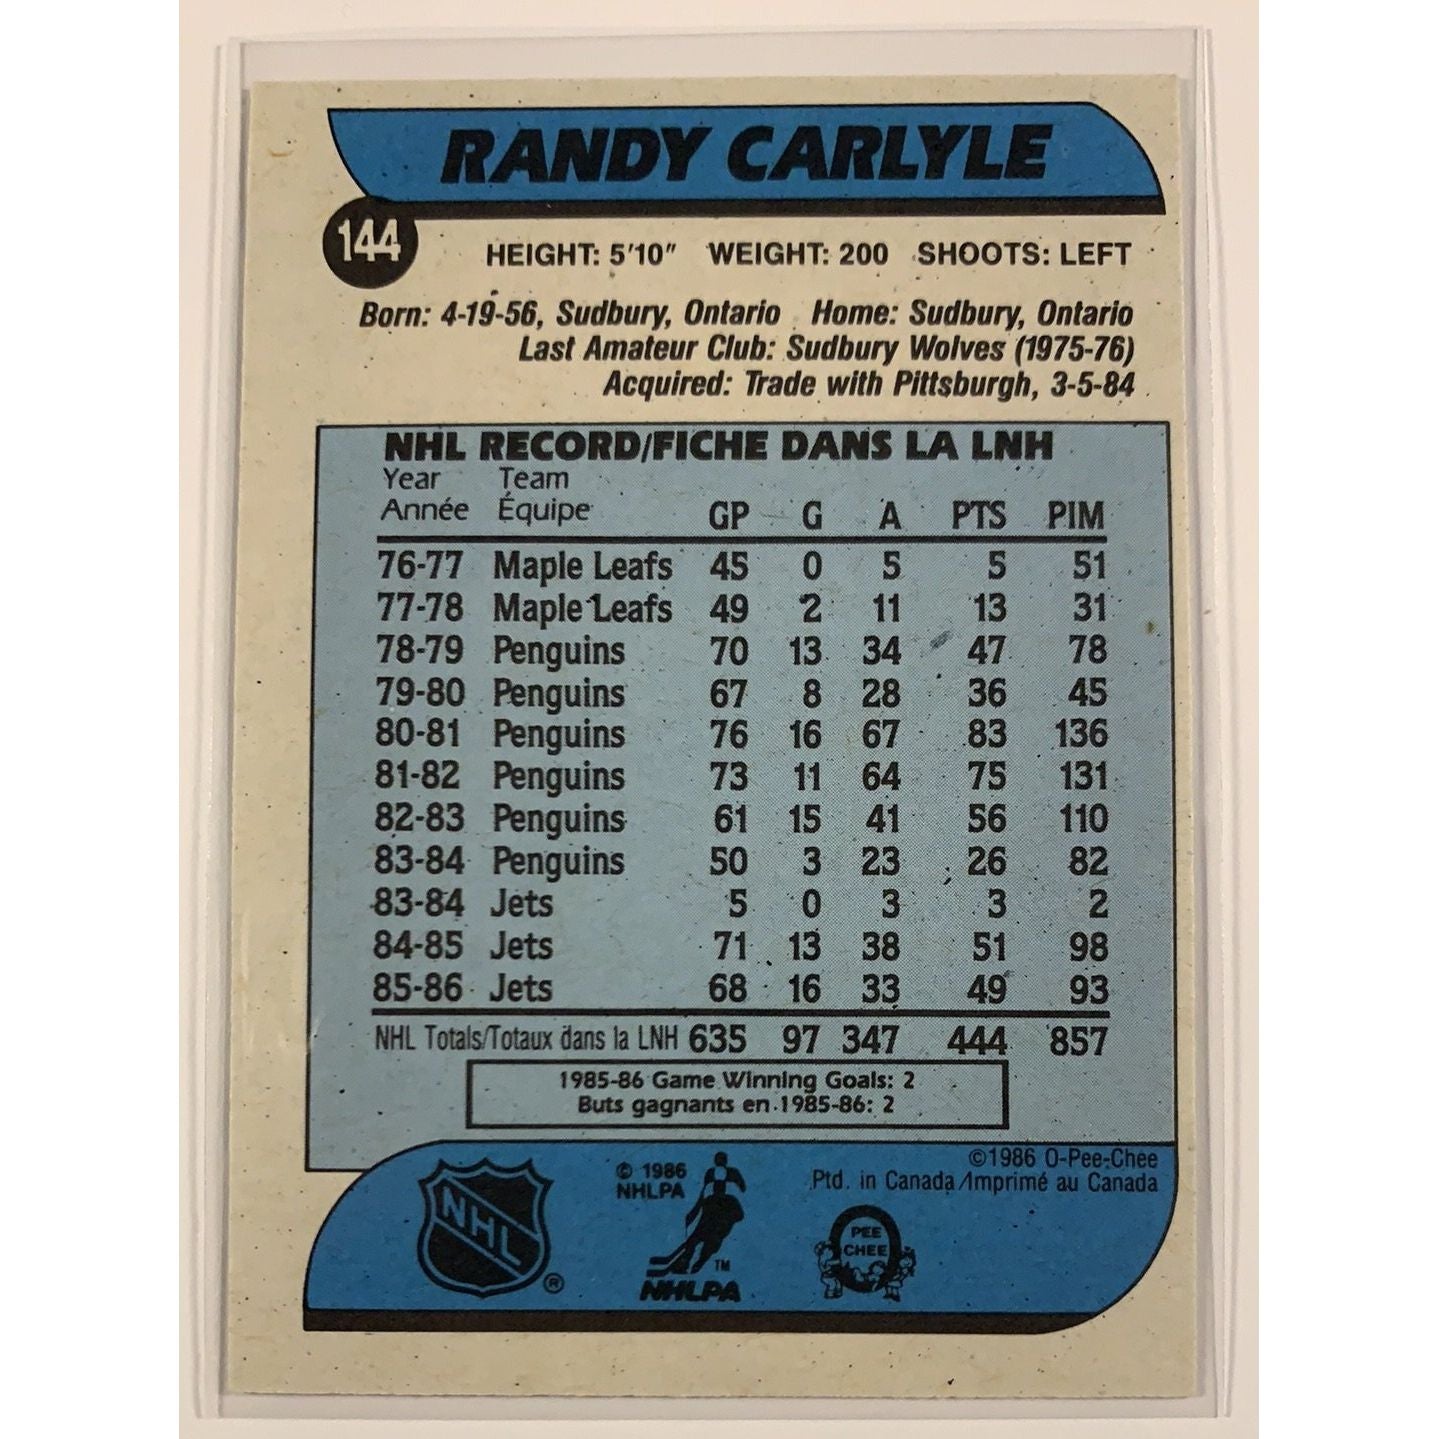 RANDY CARLYLE
144
HEIGHT: 5'10" WEIGHT: 200 SHOOTS: LEFT
Born: 4-19-56, Sudbury, Ontario Home: Sudbury, Ontario
Last Amateur Club: Sudbury Wolves (1975-76)
Acquired: Trade with Pittsburgh, 3-5-84
NHL RECORD/FICHE DANS LA LNH
Year Team
Année Équipe GP G A PTS PIM
76-77 Maple Leafs 45 0 5 5 51
77-78 Maple Leafs 49 2 11 13 31
78-79 Penguins 70 13 34 47 78
79-80 Penguins 67 8 28 36 45
80-81 Penguins 76 16 67 83 136
81-82 Penguins 73 11 64 75 131
82-83 Penguins 61 15 41 56 110
83-84 Penguins 50 3 23 26 82
83-84 Jets 5 0 3 3 2
84-85 Jets 71 13 38 51 98
85-86 Jets 68 16 33 49 93
NHL Totals/Totaux dans la LNH 635 97 347 444 857
1985-86 Game Winning Goals: 2
Buts gagnants en 1985-86: 2
©1986 O-Pee-Chee
Ptd. in Canada/Imprimé au Canada
NHL ®
© 1986
NHLPA
TM
NHLPA
PEE
CHEE